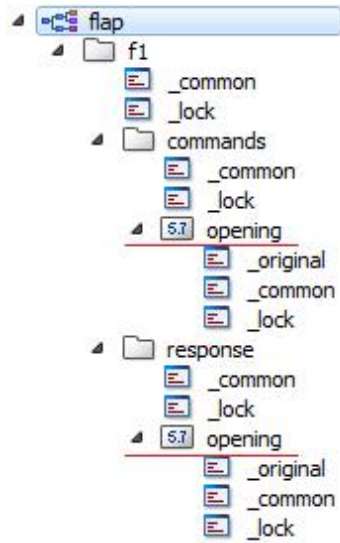 flap
f1
_common
_lock
commands
_common
_lock
5.7 opening
_original
_common
_lock
response
_common
_lock
5.7 opening
_original
_common
_lock